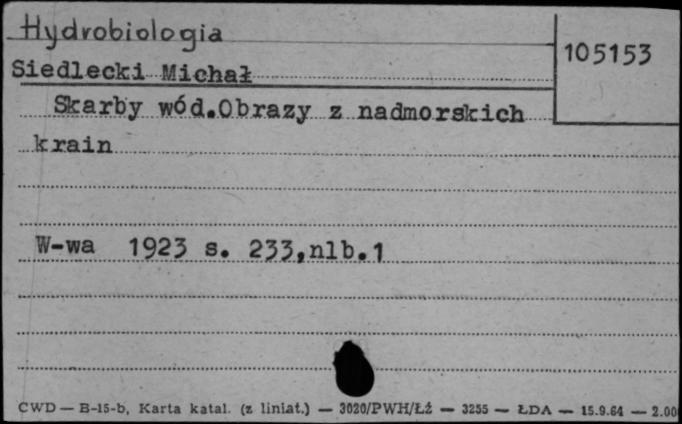 Hydrobiologia
105153
Siedlecki Michał
Skarby wód.Obrazy z nadmorskich
krain
W-wa 1923 s. 233,nlb.1
CWD — B-15-b, Karta katal. (z liniat.) — 3020/PWH/Łż — 3255 — ŁDA — 15.9.64 — 2.00